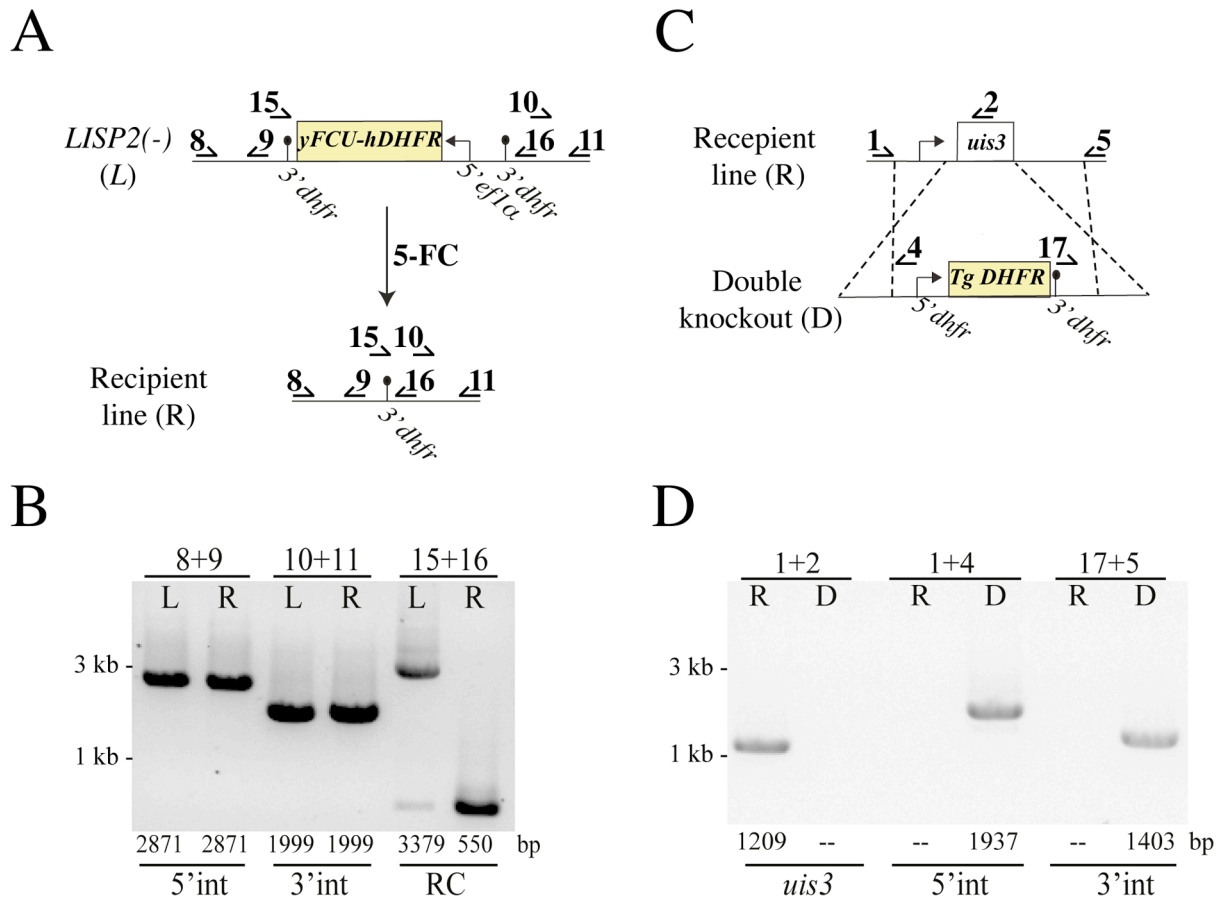 A
15
10
LISP2(-)
(L)
8
9
yFCU-hDHFR
16
11
3' dhfr
5' ef1α
3' dhfr
5-FC
15
10
Recipient
line (R)
8
9
16
11
3' dhfr
B
8+9 10+11 15+16
L R L R L R
3 kb -
1 kb -
2871 2871 1999 1999 3379 550 bp
5'int 3'int RC
C
2
Recepient
line (R)
1
uis3
5
4
17
Double
knockout (D)
Tg DHFR
5' dhfr
3' dhfr
D
1+2 1+4 17+5
R D R D R D
3 kb -
1 kb -
1209 -- -- 1937 -- 1403 bp
uis3 5'int 3'int